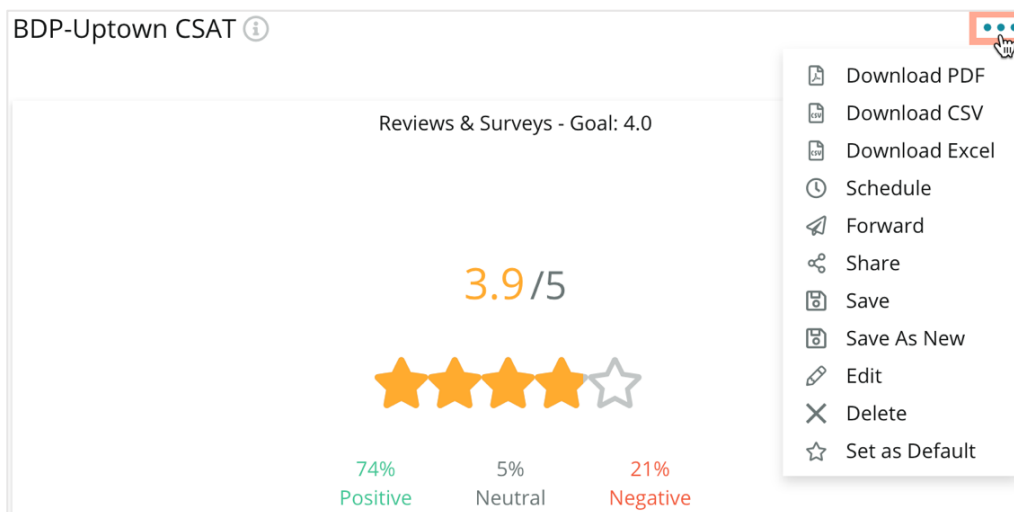 BDP-Uptown CSAT
Reviews & Surveys - Goal: 4.0
3.9/5
74%
Positive
5%
Neutral
21%
Negative
Download PDF
Download CSV
Download Excel
Schedule
Forward
Share
Save
Save As New
Edit
Delete
Set as Default